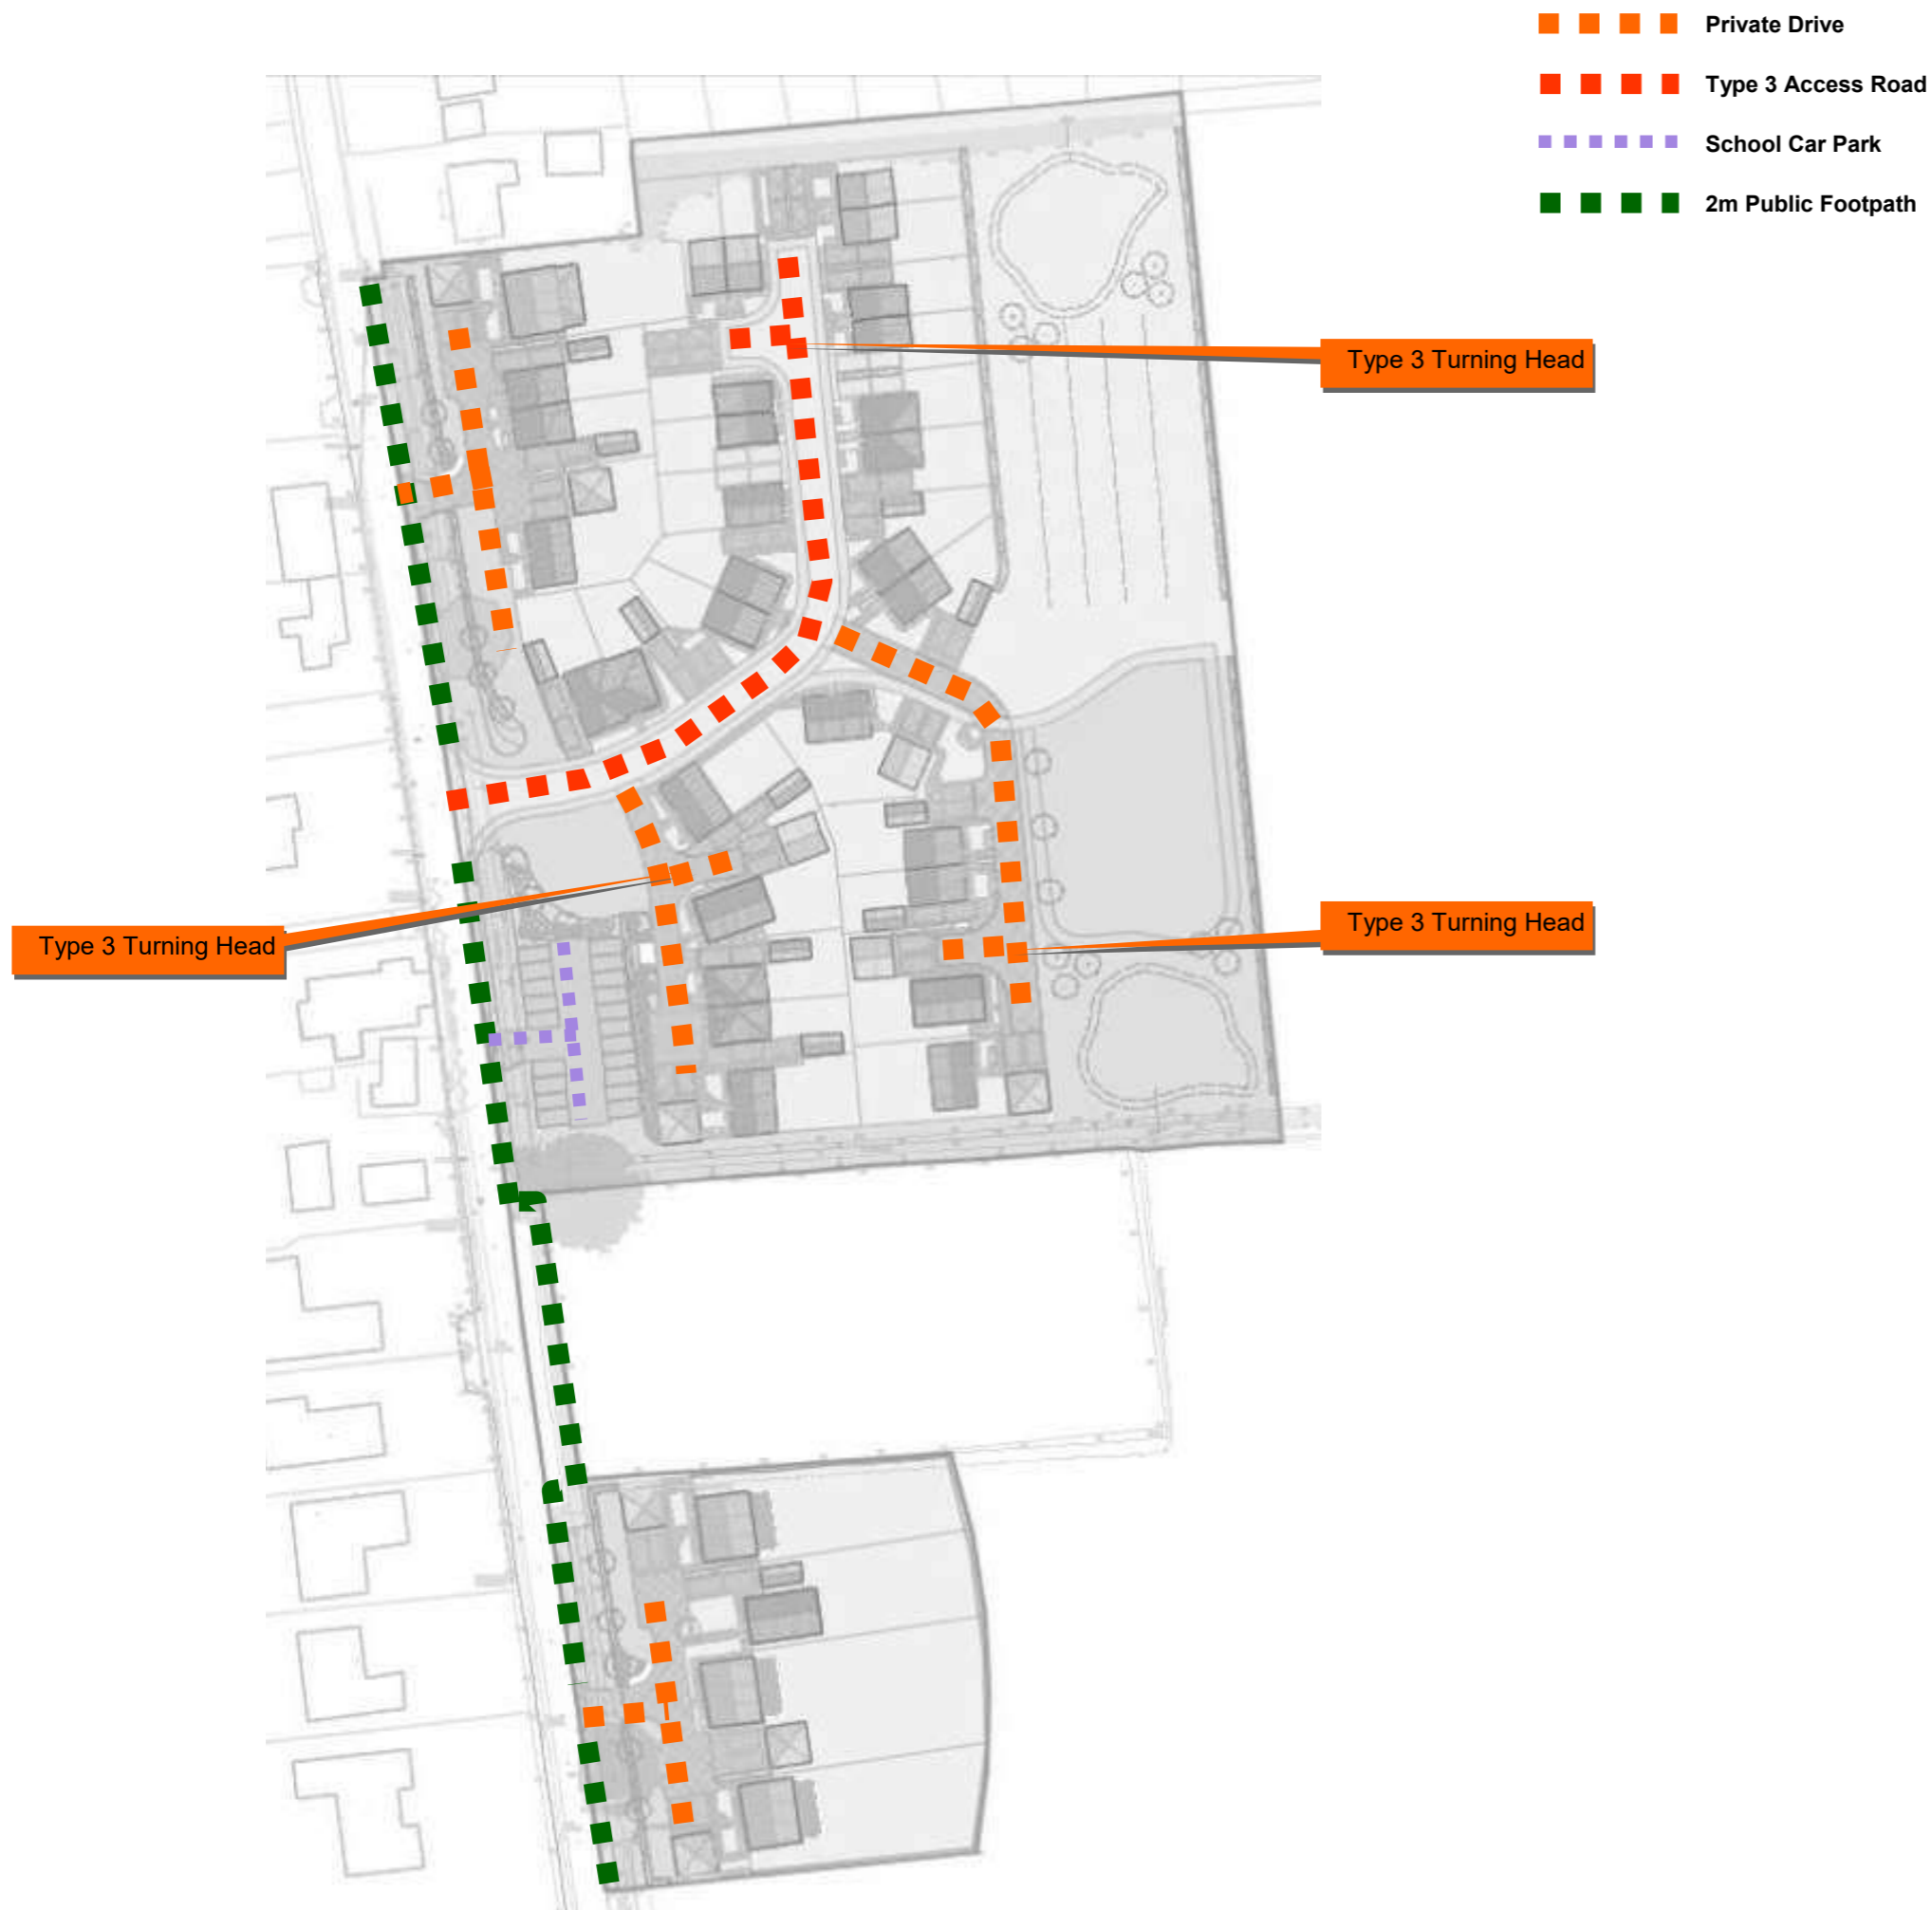 Private Drive
Type 3 Access Road
School Car Park
2m Public Footpath
Type 3 Turning Head
Type 3 Turning Head
Type 3 Turning Head